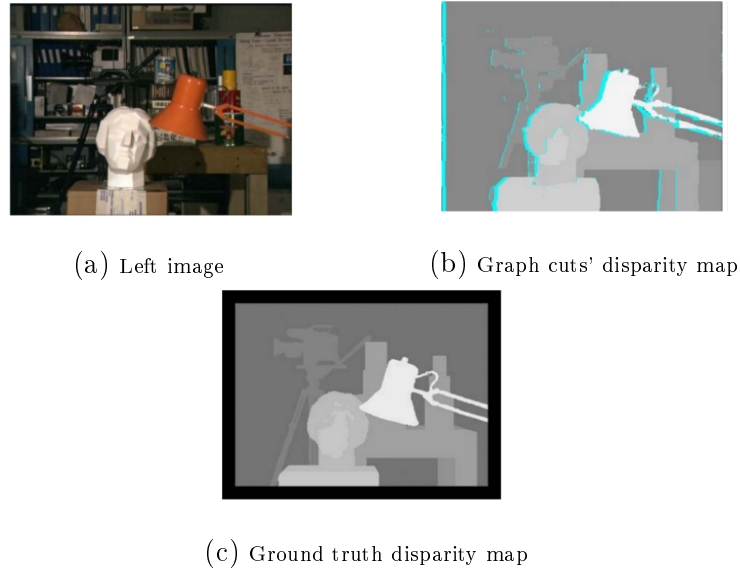 (a) Left image
(b) Graph cuts' disparity map
(c) Ground truth disparity map